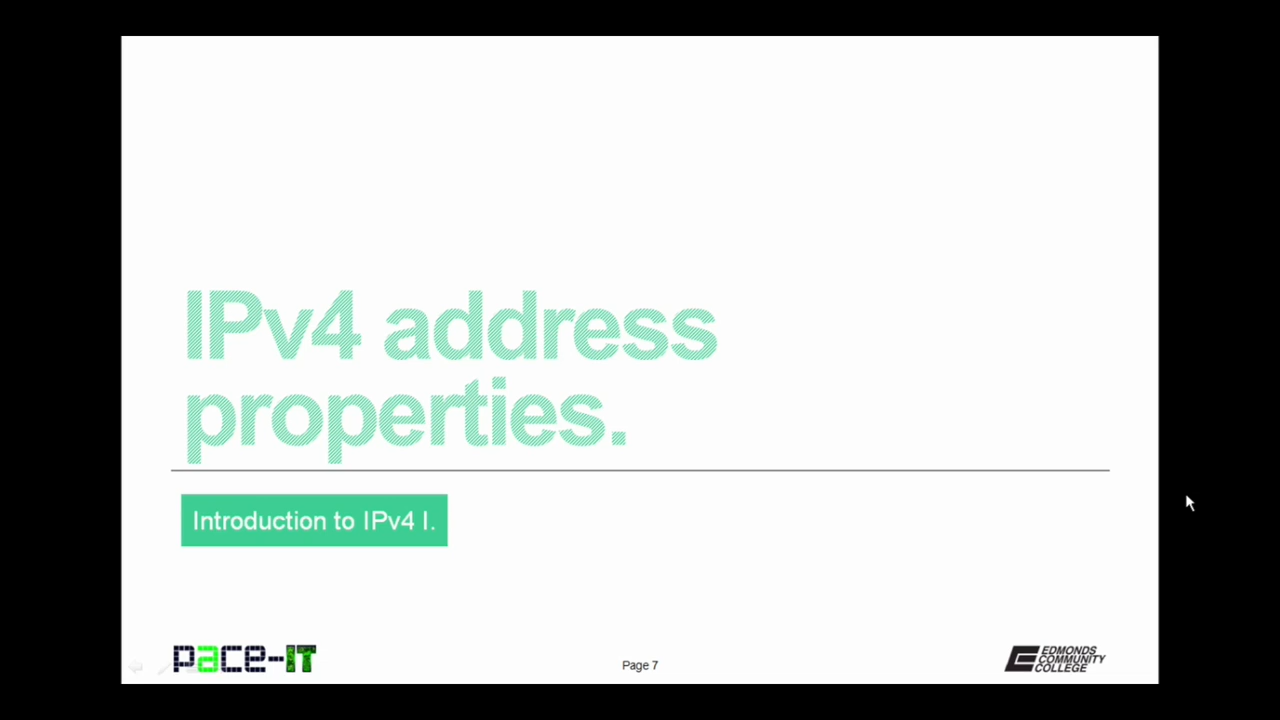 IPv4 address
properties.
Introduction to IPv4 I.
pace-IT
Page 7
EDMONDS
COMMUNITY
COLLEGE